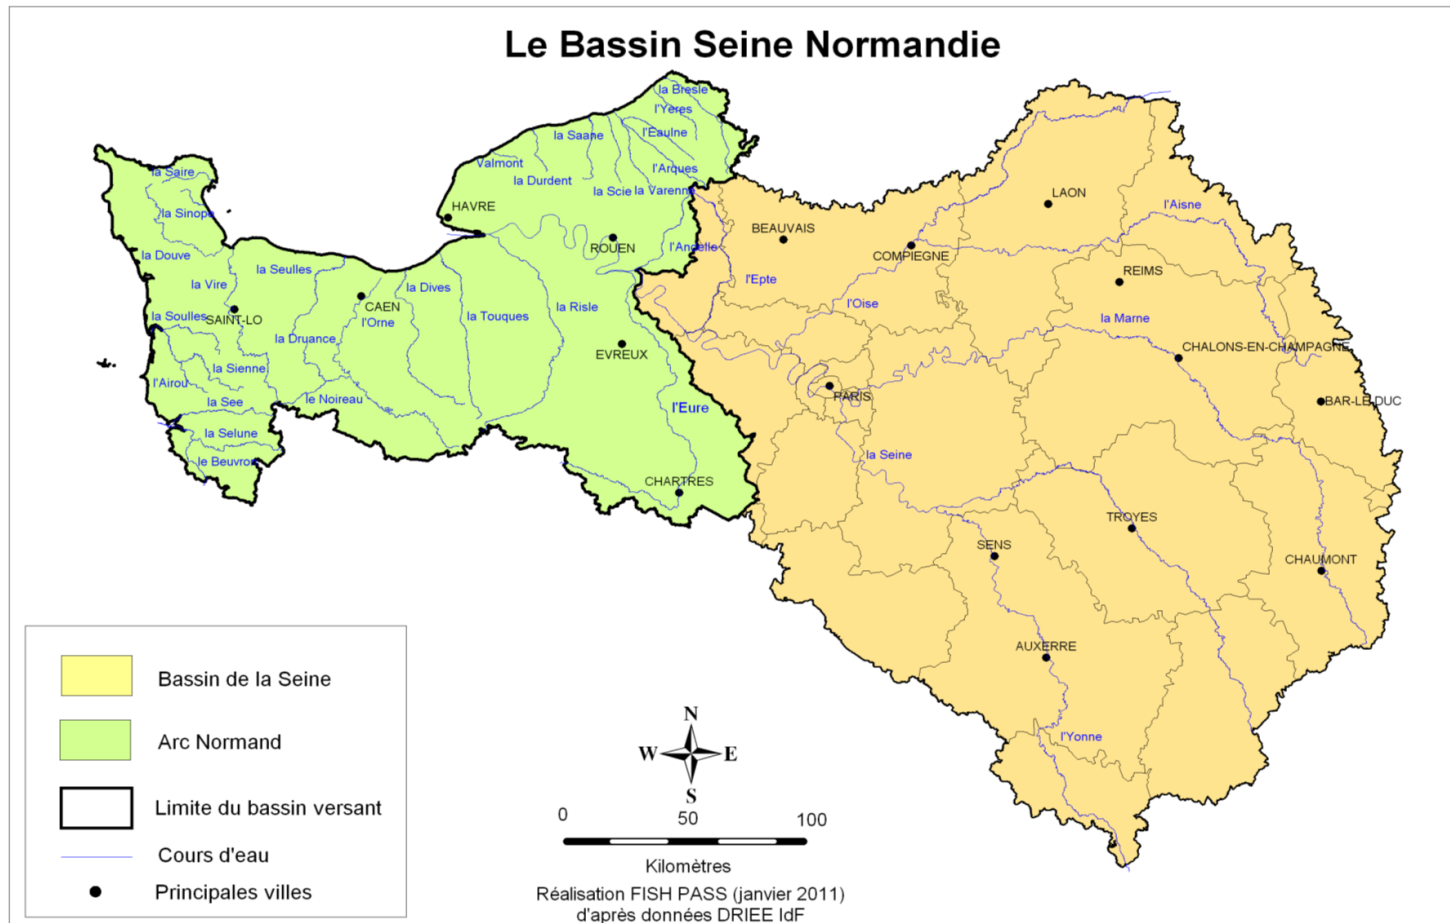 Le Bassin Seine Normandie
la Bresle
l'Yeres
la Saane
l'Eaulne
Valmont
l'Arques
la Durdent
la Scie
la Varenne
la Saire
la Sinope
HAVRE
ROUEN
l'Andelle
la Douve
la Seulles
la Vire
CAEN
la Dives
l'Orne
la Touques
la Risle
la Soulles
SAINT-LO
la Druance
EVREUX
la Sienne
l'Airou
la See
le Noireau
l'Eure
la Selune
le Beuvron
CHARTRES
LAON
l'Aisne
BEAUVAIS
COMPIEGNE
REIMS
l'Epte
l'Oise
la Marne
CHALONS-EN-CHAMPAGNE
PARIS
BAR-LE-DUC
la Seine
TROYES
SENS
CHAUMONT
AUXERRE
l'Yonne
Bassin de la Seine
Arc Normand
Limite du bassin versant
Cours d'eau
Principales villes
N
W E
S
0 50 100
Kilomètres
Réalisation FISH PASS (janvier 2011)
d'après données DRIEE IdF